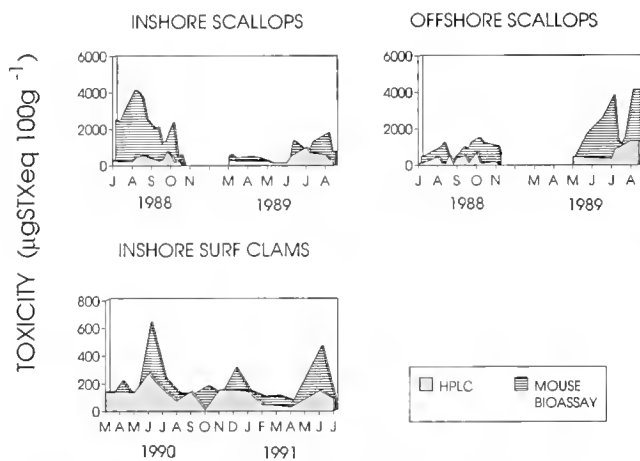 INSHORE SCALLOPS
OFFSHORE SCALLOPS
TOXICITY (µgSTXeq 100g⁻¹)
6000
4000
2000
0
J J A S O N D J F M A M J J A
1988 1989
6000
4000
2000
0
J J A S O N M A M J J A
1988 1989
INSHORE SURF CLAMS
800
600
400
200
0
M A M J J A S O N D J F M A M J J
1990 1991
HPLC
MOUSE
BIOASSAY